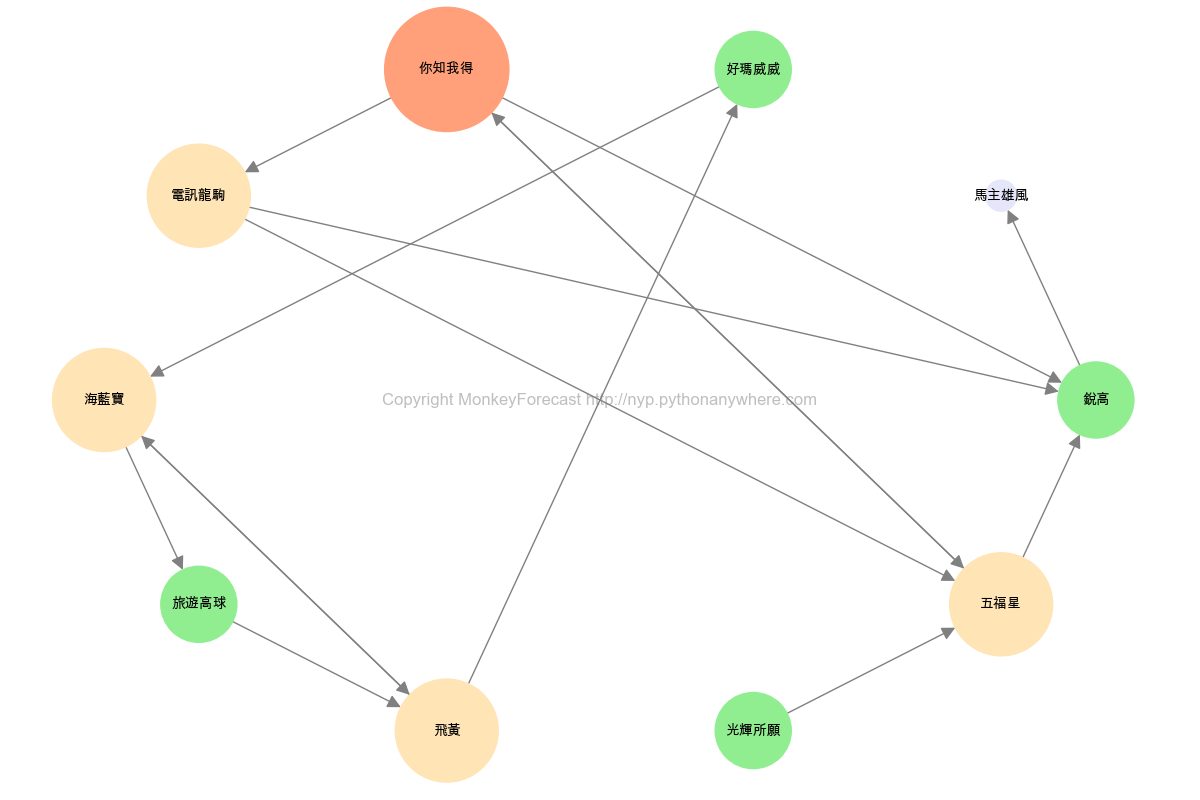 你知我得
好瑪威威
電訊龍駒
馬主雄風
海藍寶
Copyright MonkeyForecast http://nyp.pythonanywhere.com
銳高
旅遊高球
五福星
飛黃
光輝所願